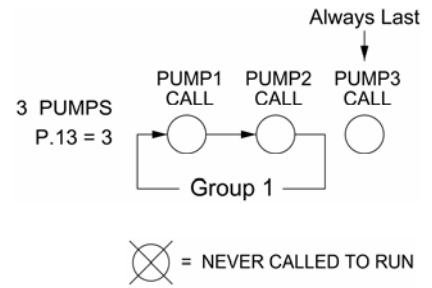 Always Last
PUMP1 PUMP2 PUMP3
CALL CALL CALL
3 PUMPS
P.13 = 3
Group 1
= NEVER CALLED TO RUN